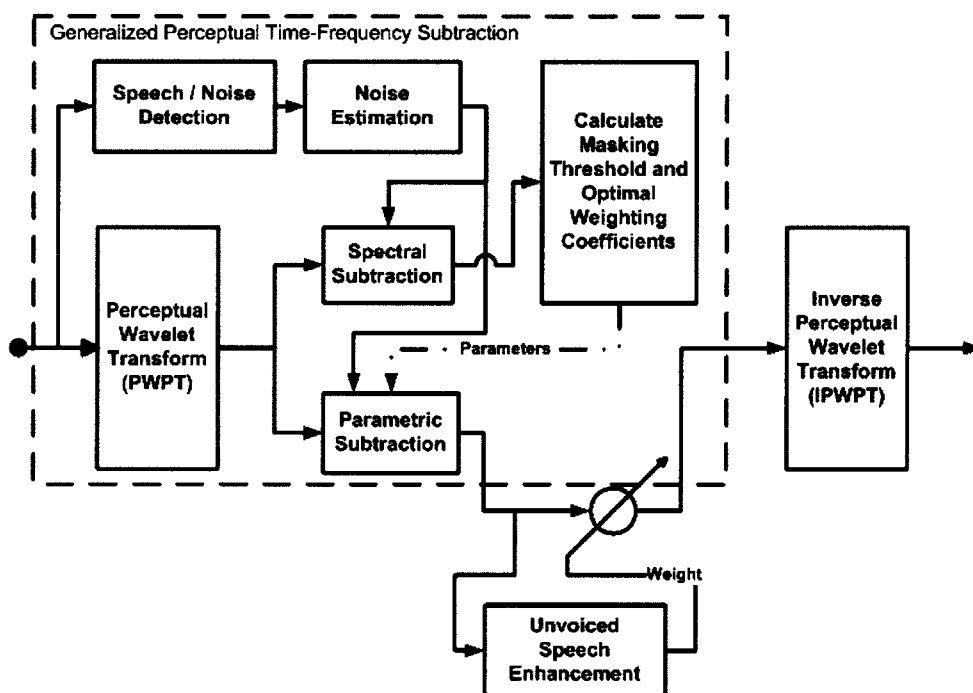 Generalized Perceptual Time-Frequency Subtraction
Speech / Noise
Detection
Noise
Estimation
Calculate
Masking
Threshold and
Optimal
Weighting
Coefficients
Spectral
Subtraction
Perceptual
Wavelet
Transform
(PWPT)
Parameters
Parametric
Subtraction
Inverse
Perceptual
Wavelet
Transform
(IPWPT)
Weight
Unvoiced
Speech
Enhancement